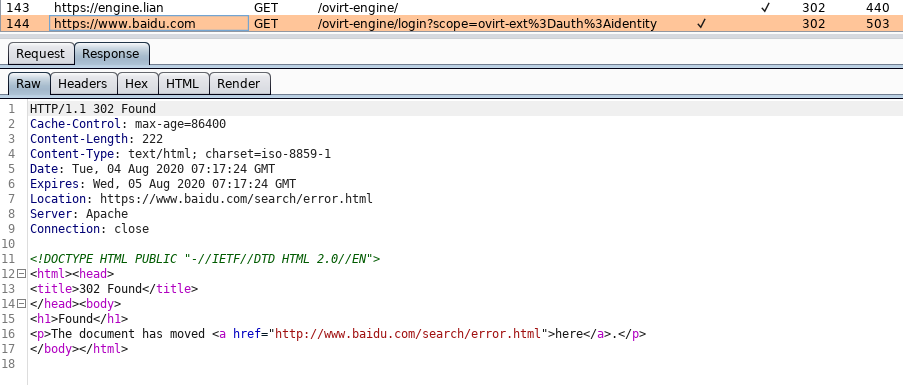 143 https://engine.lian GET /ovirt-engine/ ✓ 302 440
144 https://www.baidu.com GET /ovirt-engine/login?scope=ovirt-ext%3Dauth%3Aidentity ✓ 302 503
Request Response
Raw Headers Hex HTML Render
1 HTTP/1.1 302 Found
2 Cache-Control: max-age=86400
3 Content-Length: 222
4 Content-Type: text/html; charset=iso-8859-1
5 Date: Tue, 04 Aug 2020 07:17:24 GMT
6 Expires: Wed, 05 Aug 2020 07:17:24 GMT
7 Location: https://www.baidu.com/search/error.html
8 Server: Apache
9 Connection: close
10
11 <!DOCTYPE HTML PUBLIC "-//IETF//DTD HTML 2.0//EN">
12 <html><head>
13 <title>302 Found</title>
14 </head><body>
15 <h1>Found</h1>
16 <p>The document has moved <a href="http://www.baidu.com/search/error.html">here</a>.</p>
17 </body></html>
18